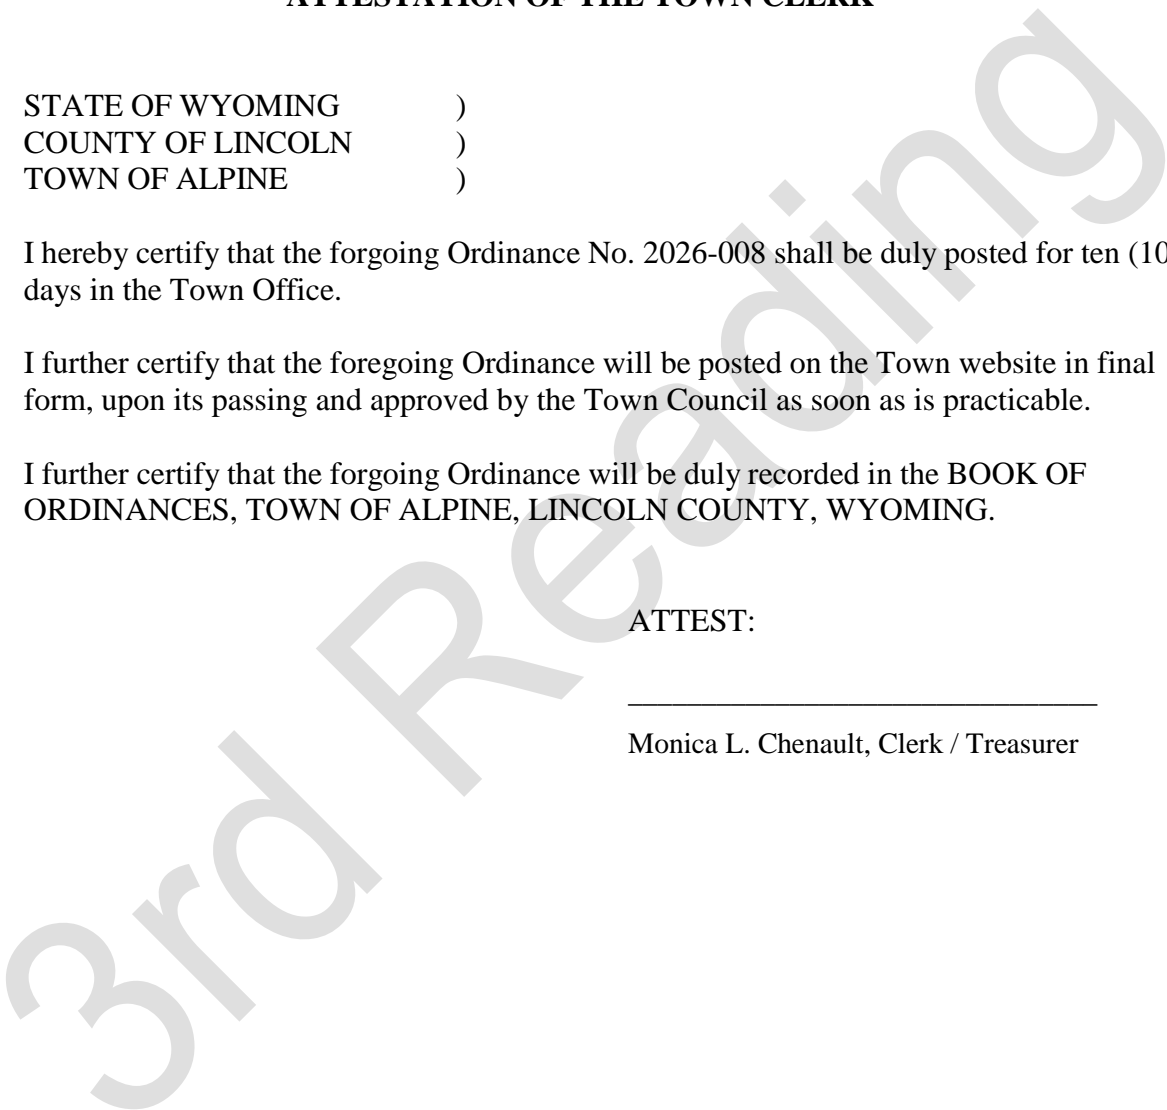 ATTESTATION OF THE TOWN CLERK
STATE OF WYOMING )
COUNTY OF LINCOLN )
TOWN OF ALPINE )
I hereby certify that the forgoing Ordinance No. 2026-008 shall be duly posted for ten (10
days in the Town Office.
I further certify that the foregoing Ordinance will be posted on the Town website in final
form, upon its passing and approved by the Town Council as soon as is practicable.
I further certify that the forgoing Ordinance will be duly recorded in the BOOK OF
ORDINANCES, TOWN OF ALPINE, LINCOLN COUNTY, WYOMING.
ATTEST:
Monica L. Chenault, Clerk / Treasurer
3rd Reading